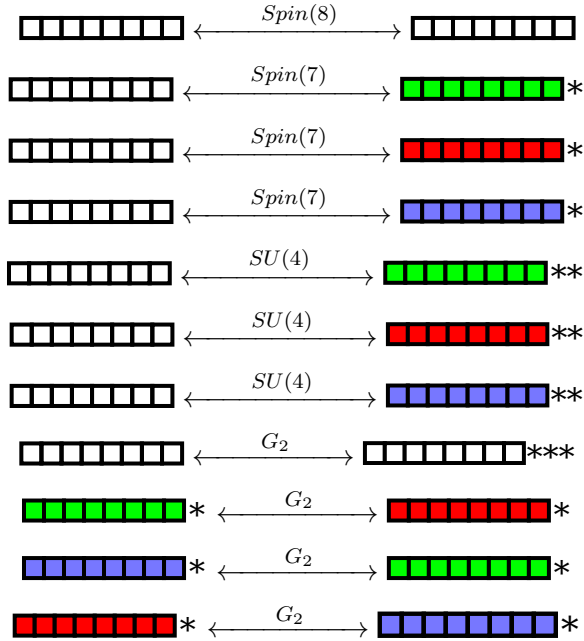 Spin(8)
Spin(7) *
Spin(7) *
Spin(7) *
SU(4) **
SU(4) **
SU(4) **
G₂ ***
* G₂ *
* G₂ *
* G₂ *